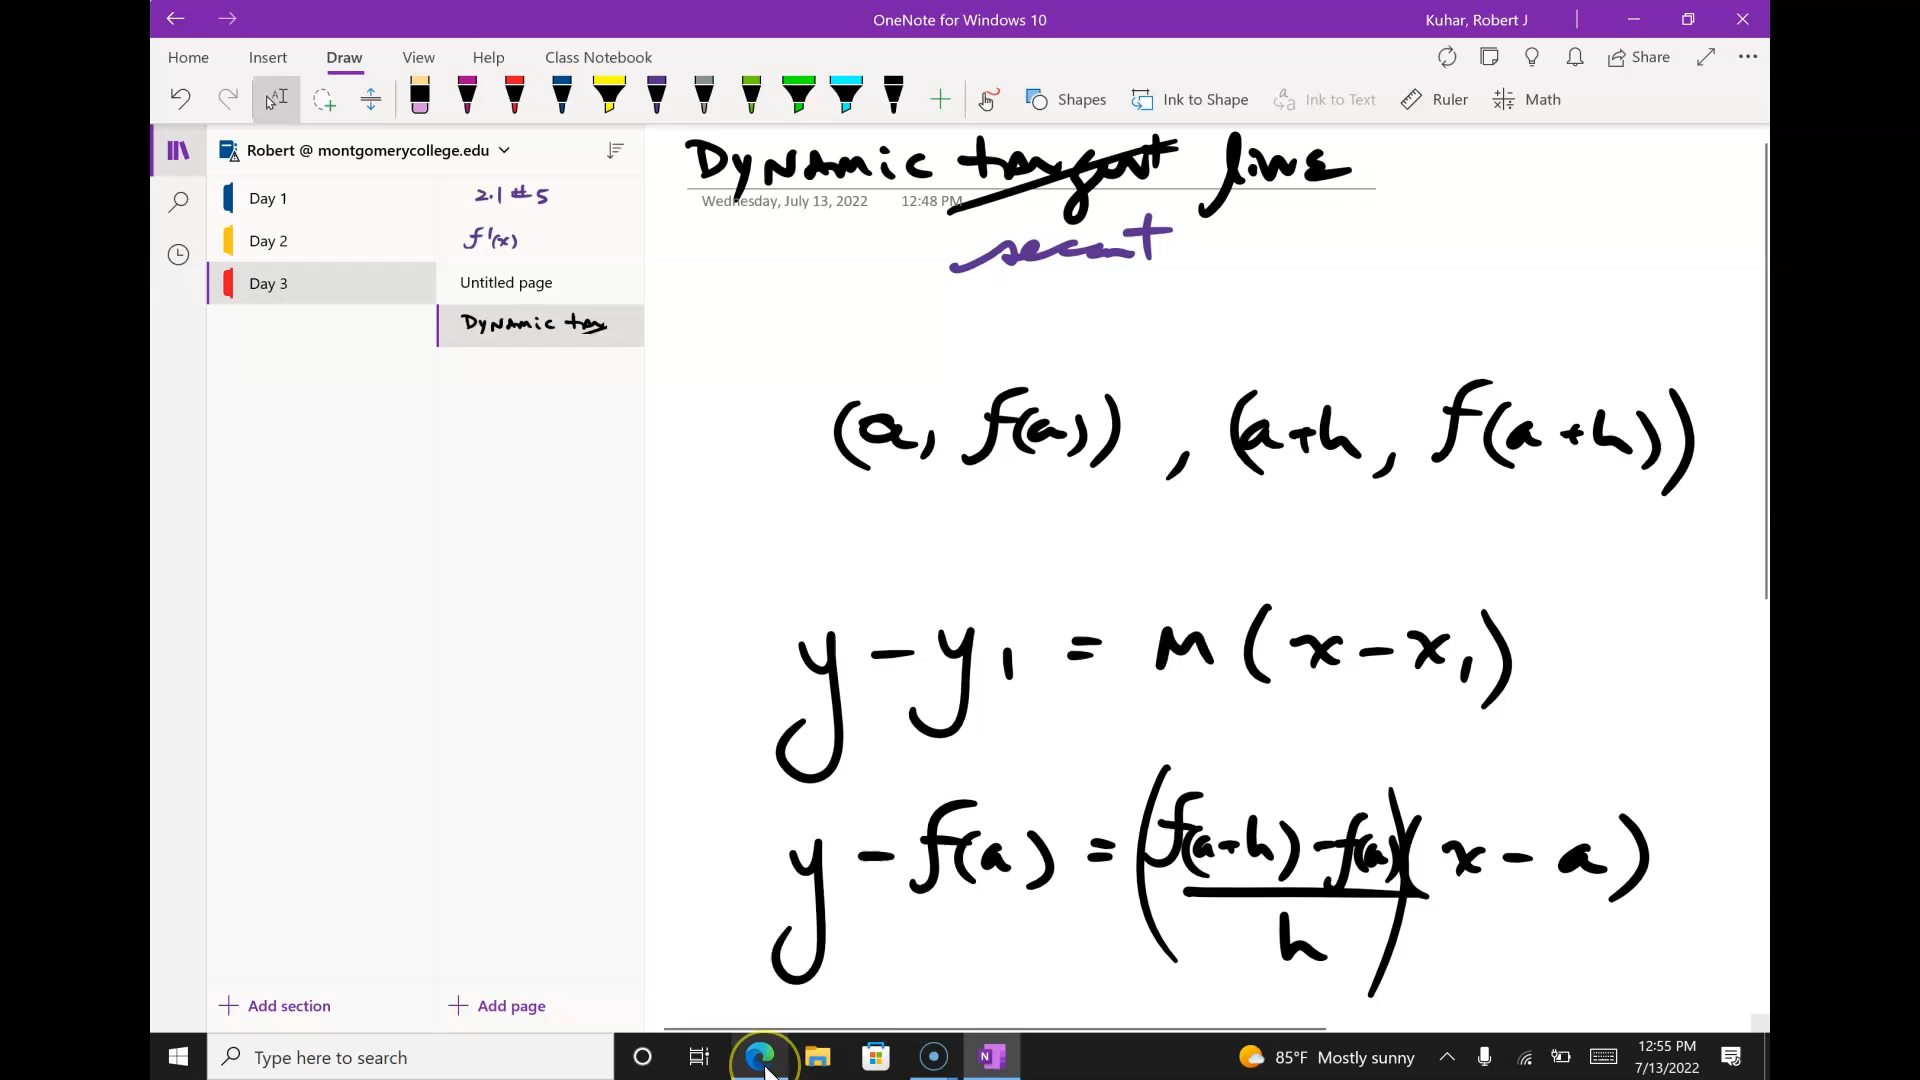 OneNote for Windows 10
Kuhar, Robert J
Home Insert Draw View Help Class Notebook
Share
Shapes Ink to Shape Ink to Text Ruler Math
Robert @ montgomerycollege.edu
Day 1
Day 2
Day 3
2.1 #5
f'(x)
Untitled page
Dynamic tan
Dynamic tangent line
Wednesday, July 13, 2022 12:48 PM
secant
(a, f(a)) , (a+h, f(a+h))
y - y1 = m(x - x1)
y - f(a) = (f(a+h) - f(a) / h)(x - a)
Add section
Add page
Type here to search
N
85°F Mostly sunny
12:55 PM
7/13/2022